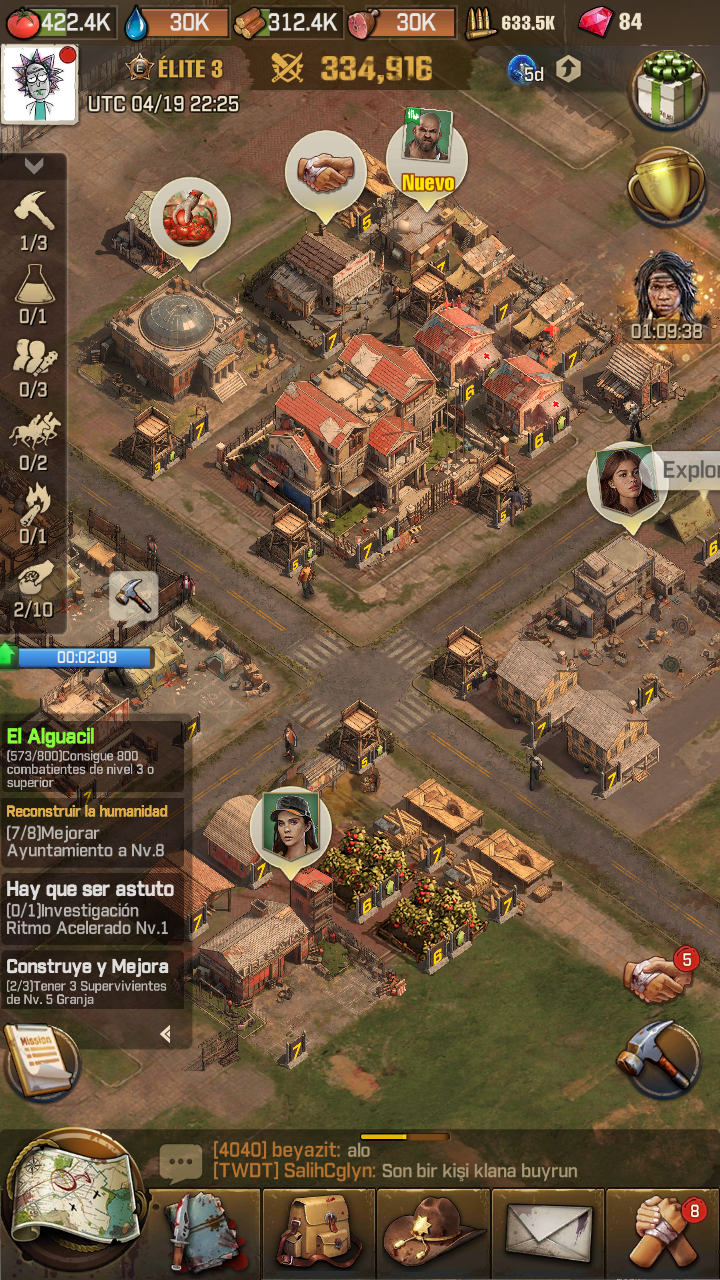 422.4K 30K 312.4K 30K 633.5K 84
ÉLITE 3 334,916 5d
UTC 04/19 22:25
Nuevo
1/3
0/1
0/3
0/2
0/1
2/10
01:09:38
Explor
00:02:09
El Alguacil
(573/800)Consigue 800
combatientes de nivel 3 o
superior
Reconstruir la humanidad
(7/8)Mejorar
Ayuntamiento a Nv.8
Hay que ser astuto
(0/1)Investigación
Ritmo Acelerado Nv.1
Construye y Mejora
(2/3)Tener 3 Supervivientes
de Nv. 5 Granja
5
Mission
[4040] beyazit: alo
[TWDT] SalihCglyn: Son bir kişi klana buyrun
8